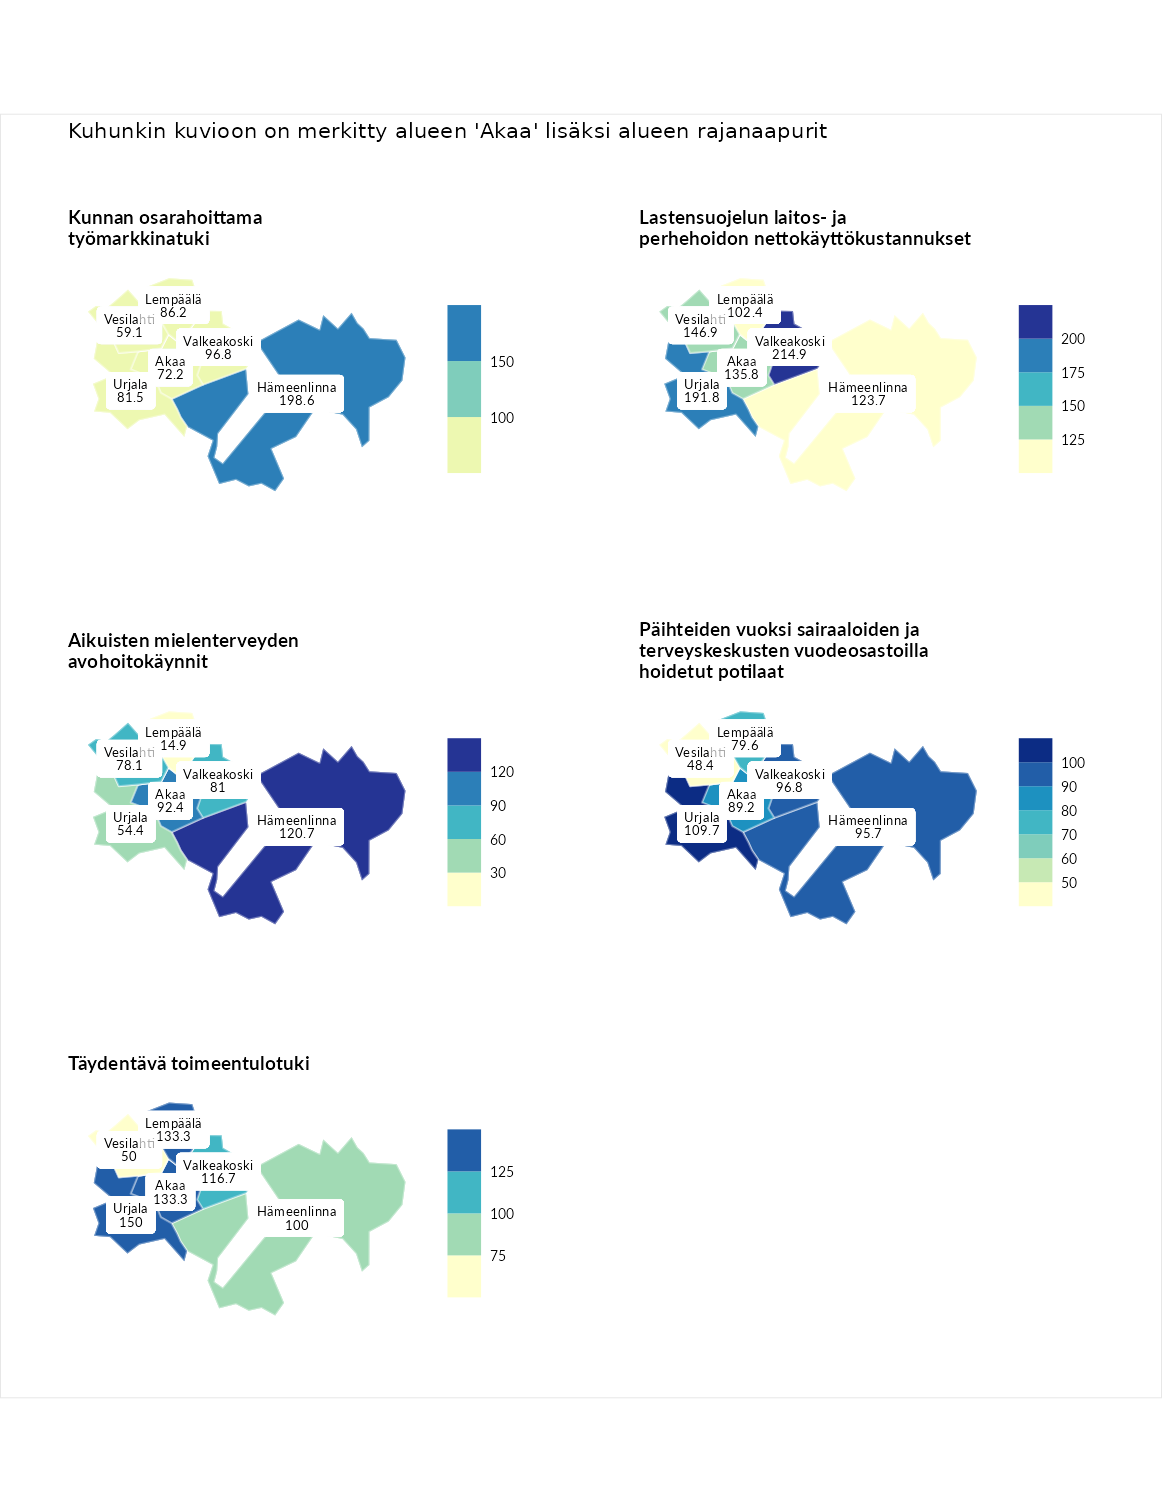 Kuhunkin kuvioon on merkitty alueen 'Akaa' lisäksi alueen rajanaapurit
Kunnan osarahoittama
työmarkkinatuki
Lempäälä
86.2
Vesilahti
59.1
Valkeakoski
96.8
Akaa
72.2
Urjala
81.5
Hämeenlinna
198.6
150
100
Lastensuojelun laitos- ja
perhehoidon nettokäyttökustannukset
Lempäälä
102.4
Vesilahti
146.9
Valkeakoski
214.9
Akaa
135.8
Urjala
191.8
Hämeenlinna
123.7
200
175
150
125
Aikuisten mielenterveyden
avohoitokäynnit
Lempäälä
14.9
Vesilahti
78.1
Valkeakoski
81
Akaa
92.4
Urjala
54.4
Hämeenlinna
120.7
120
90
60
30
Päihteiden vuoksi sairaaloiden ja
terveyskeskusten vuodeosastoilla
hoidetut potilaat
Lempäälä
79.6
Vesilahti
48.4
Valkeakoski
96.8
Akaa
89.2
Urjala
109.7
Hämeenlinna
95.7
100
90
80
70
60
50
Täydentävä toimeentulotuki
Lempäälä
133.3
Vesilahti
50
Valkeakoski
116.7
Akaa
133.3
Urjala
150
Hämeenlinna
100
125
100
75